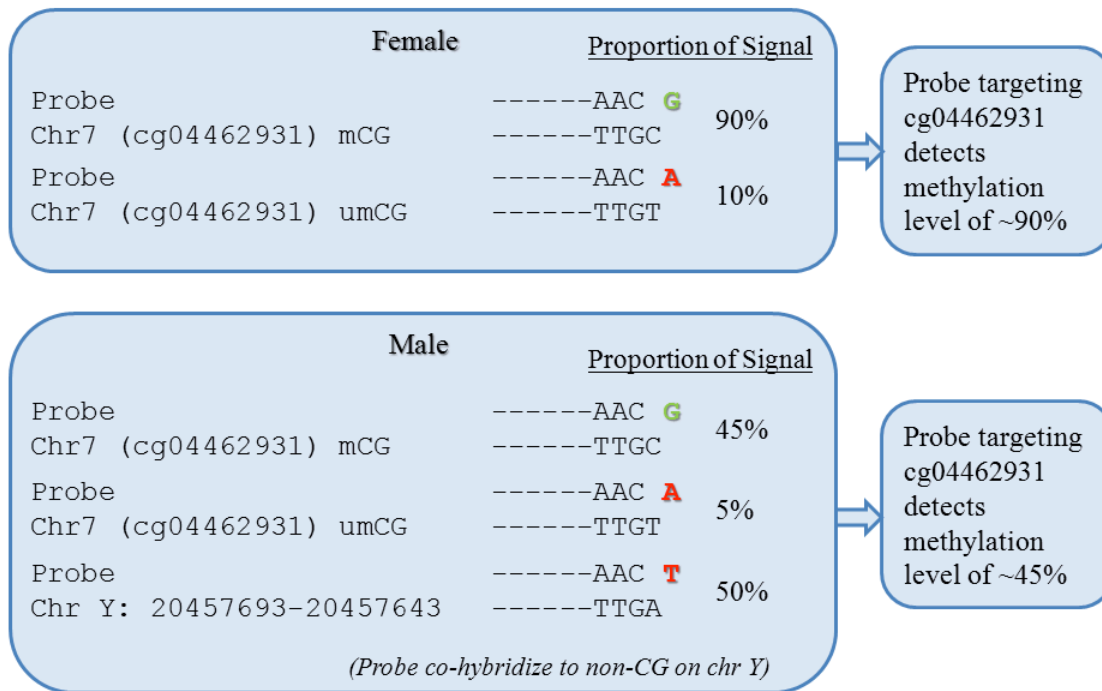 Female
Proportion of Signal
Probe ------AAC G
Chr7 (cg04462931) mCG ------TTGC
90%
Probe ------AAC A
Chr7 (cg04462931) umCG ------TTGT
10%
Probe targeting
cg04462931
detects
methylation
level of ~90%
Male
Proportion of Signal
Probe ------AAC G
Chr7 (cg04462931) mCG ------TTGC
45%
Probe ------AAC A
Chr7 (cg04462931) umCG ------TTGT
5%
Probe ------AAC T
Chr Y: 20457693-20457643 ------TTGA
50%
(Probe co-hybridize to non-CG on chr Y)
Probe targeting
cg04462931
detects
methylation
level of ~45%